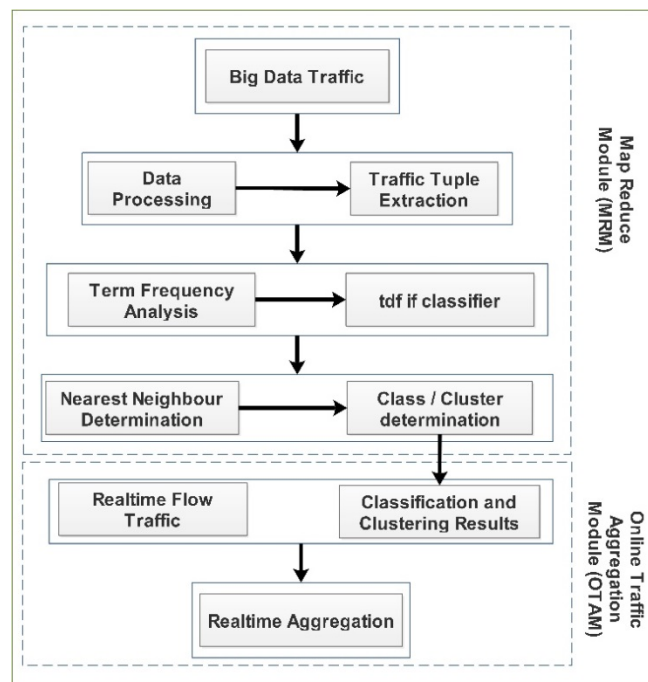 Big Data Traffic
Data
Processing
Traffic Tuple
Extraction
Term Frequency
Analysis
tdf if classifier
Nearest Neighbour
Determination
Class / Cluster
determination
Map Reduce
Module (MRM)
Realtime Flow
Traffic
Classification and
Clustering Results
Realtime Aggregation
Online Traffic
Aggregation
Module (OTAM)